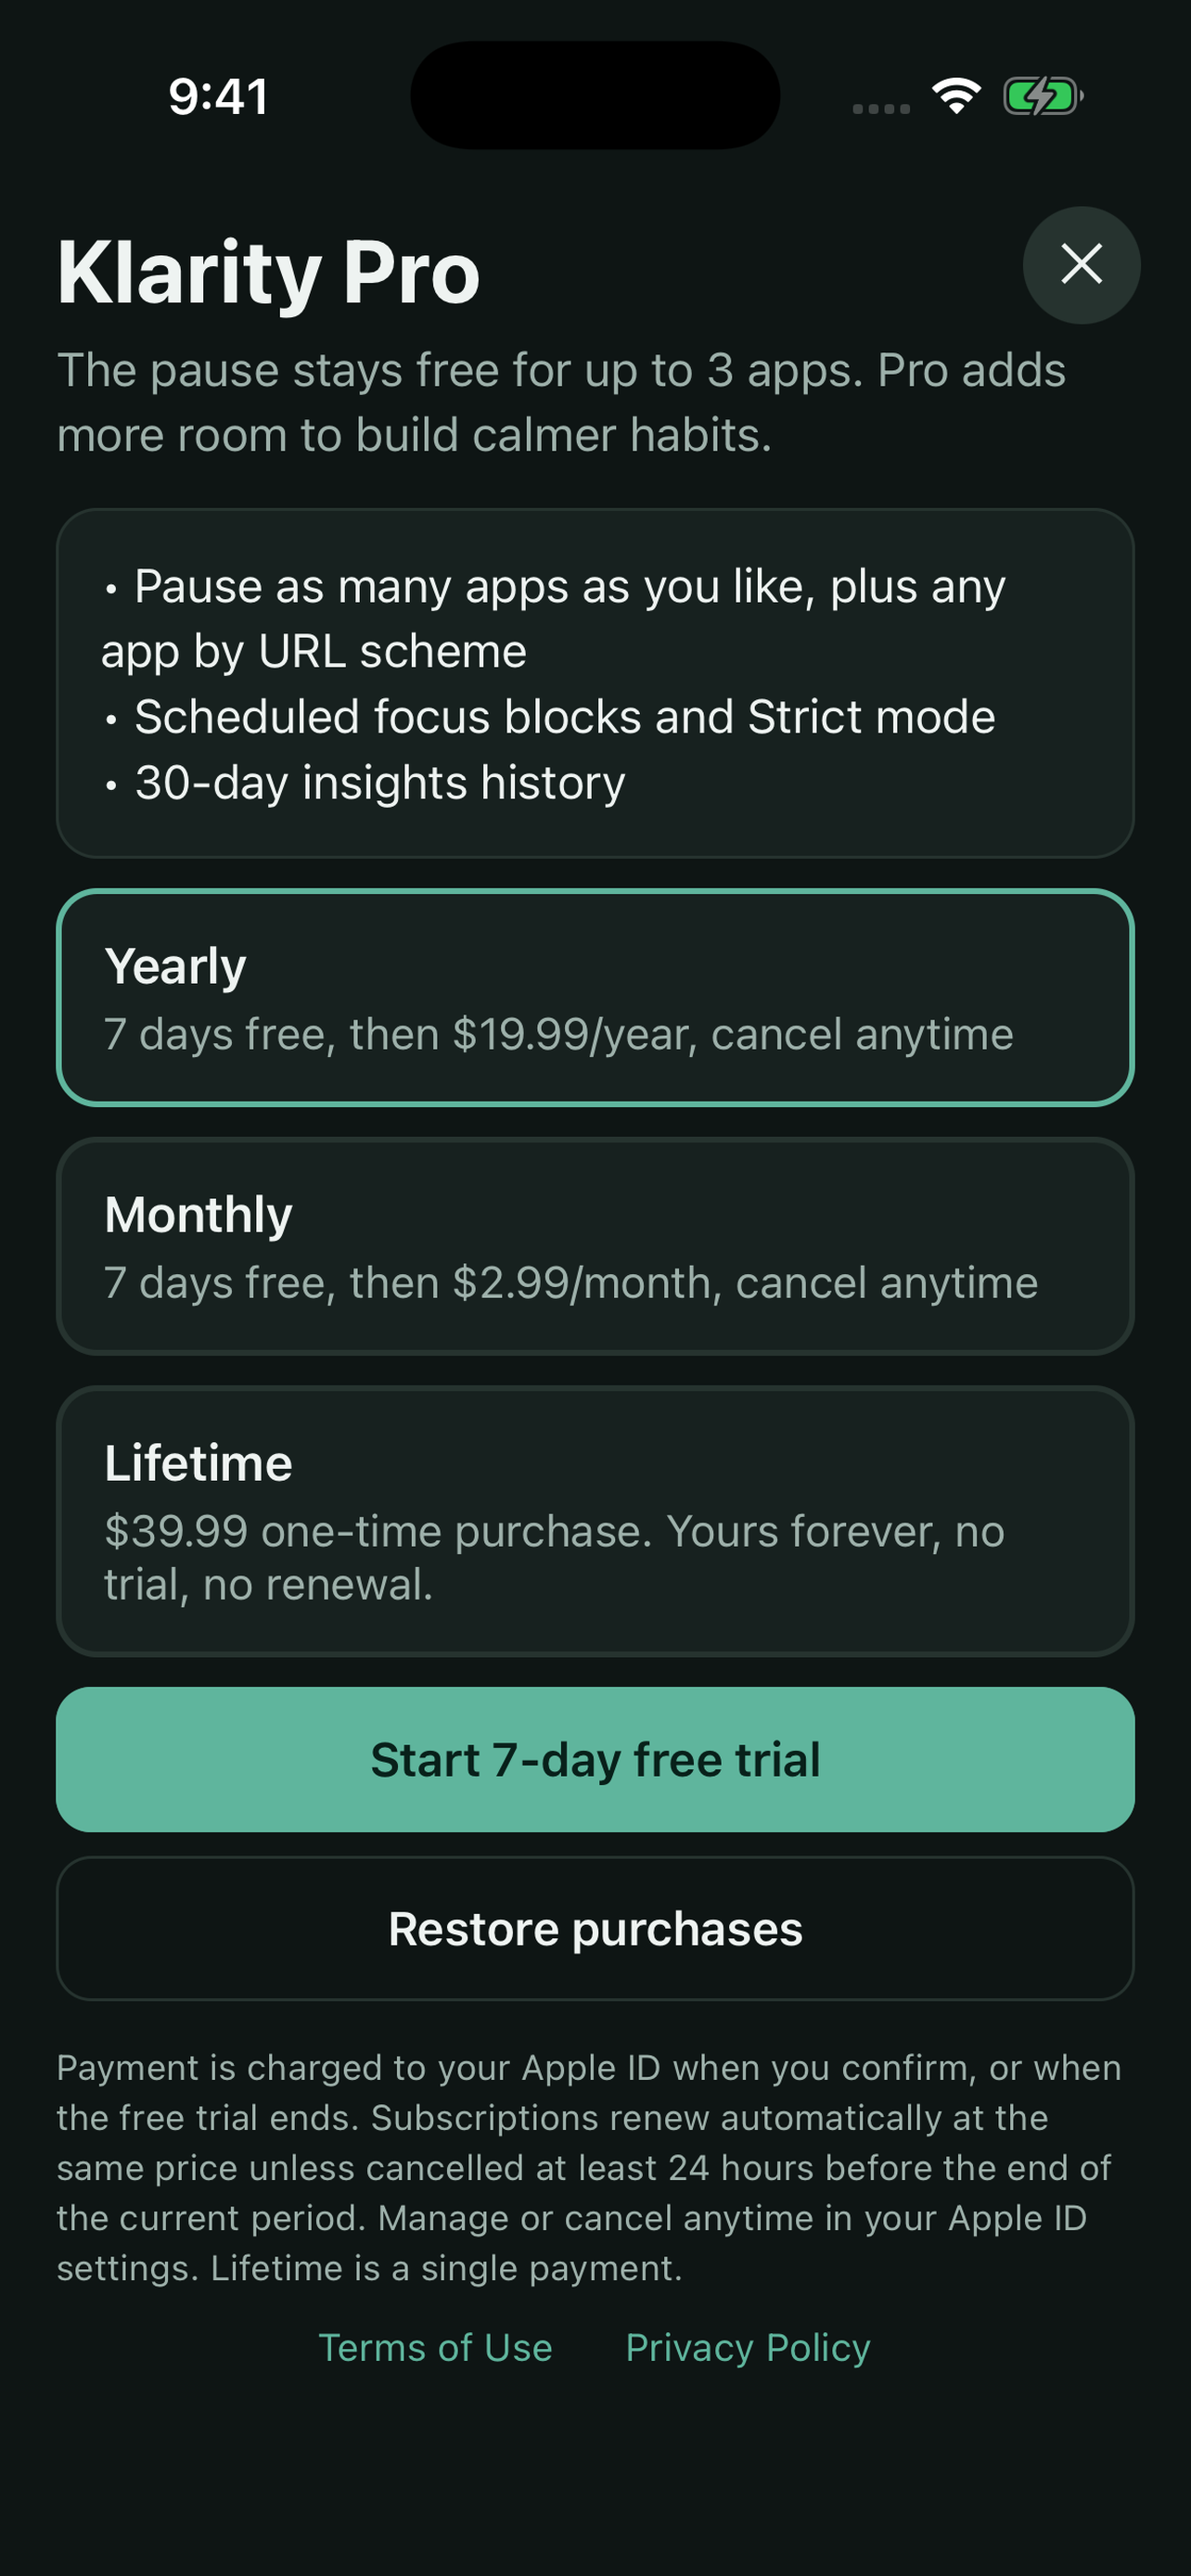 9:41
Klarity Pro
The pause stays free for up to 3 apps. Pro adds
more room to build calmer habits.
• Pause as many apps as you like, plus any
app by URL scheme
• Scheduled focus blocks and Strict mode
• 30-day insights history
Yearly
7 days free, then $19.99/year, cancel anytime
Monthly
7 days free, then $2.99/month, cancel anytime
Lifetime
$39.99 one-time purchase. Yours forever, no
trial, no renewal.
Start 7-day free trial
Restore purchases
Payment is charged to your Apple ID when you confirm, or when
the free trial ends. Subscriptions renew automatically at the
same price unless cancelled at least 24 hours before the end of
the current period. Manage or cancel anytime in your Apple ID
settings. Lifetime is a single payment.
Terms of Use Privacy Policy